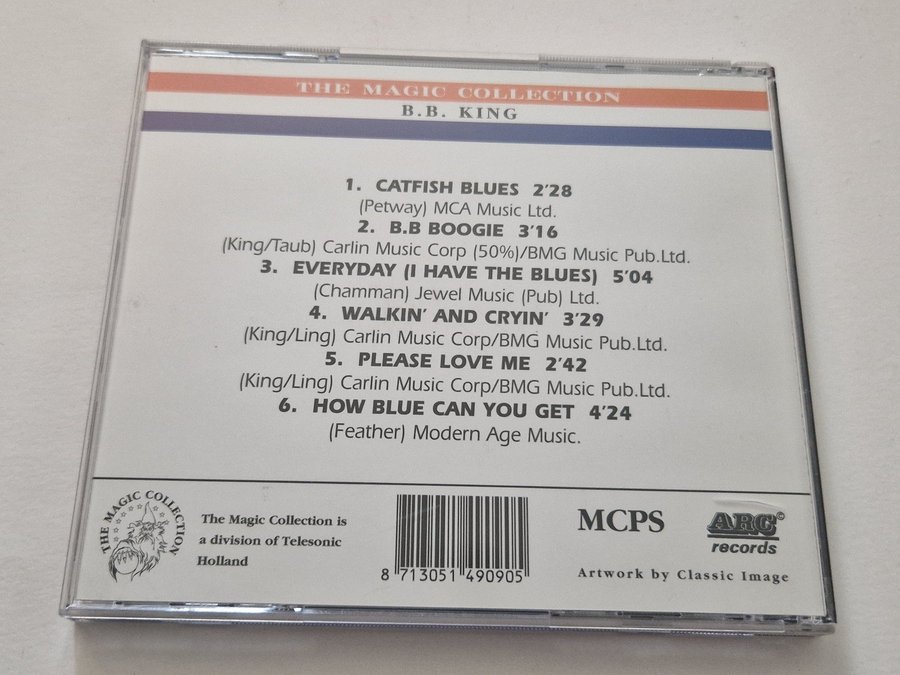 THE MAGIC COLLECTION
B.B. KING
1. CATFISH BLUES 2'28
(Petway) MCA Music Ltd.
2. B.B BOOGIE 3'16
(King/Taub) Carlin Music Corp (50%)/BMG Music Pub.Ltd.
3. EVERYDAY (I HAVE THE BLUES) 5'04
(Chamman) Jewel Music (Pub) Ltd.
4. WALKIN' AND CRYIN' 3'29
(King/Ling) Carlin Music Corp/BMG Music Pub.Ltd.
5. PLEASE LOVE ME 2'42
(King/Ling) Carlin Music Corp/BMG Music Pub.Ltd.
6. HOW BLUE CAN YOU GET 4'24
(Feather) Modern Age Music.
THE MAGIC COLLECTION
The Magic Collection is
a division of Telesonic
Holland
8 713051 490905
MCPS
ARC©
records
Artwork by Classic Image